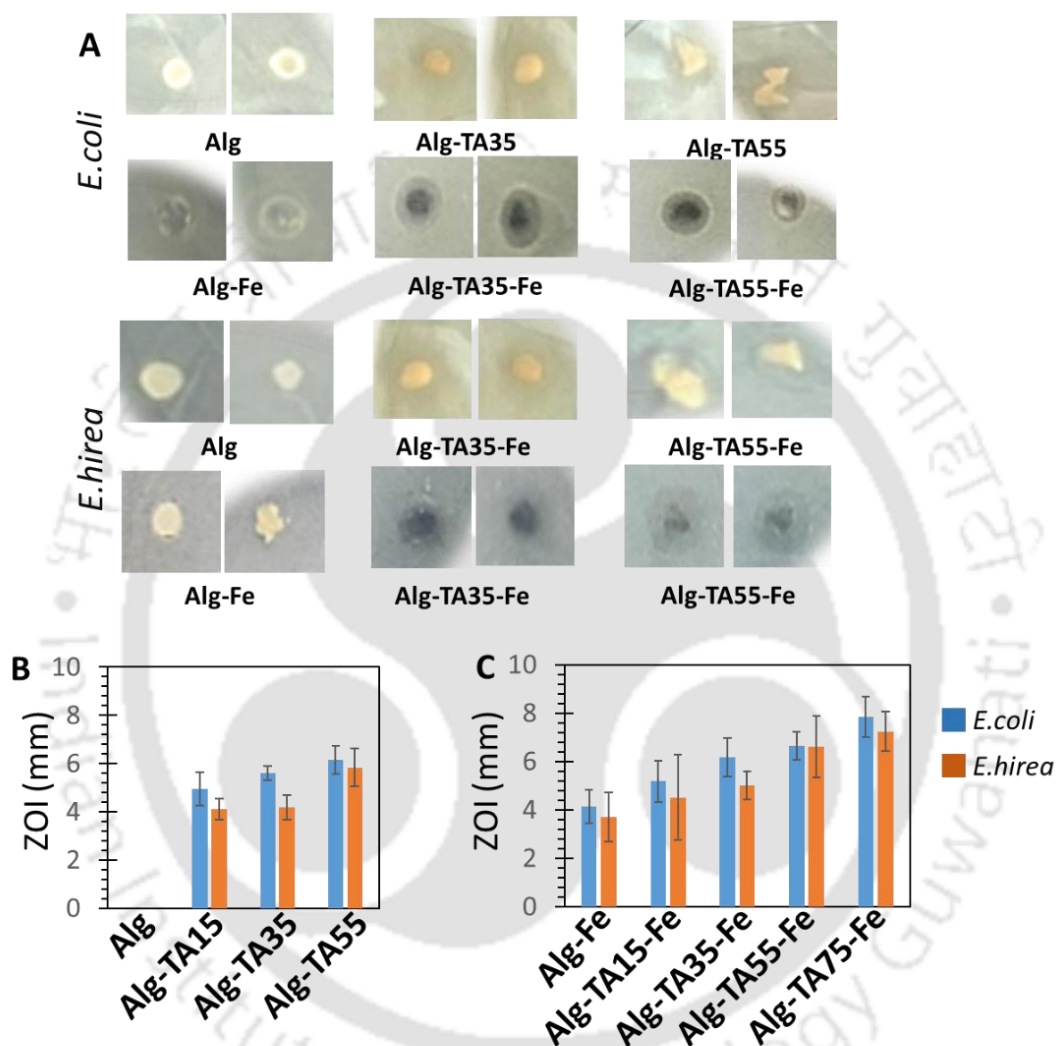 A
E.coli
Alg
Alg-TA35
Alg-TA55
Alg-Fe
Alg-TA35-Fe
Alg-TA55-Fe
E.hirea
Alg
Alg-TA35-Fe
Alg-TA55-Fe
Alg-Fe
Alg-TA35-Fe
Alg-TA55-Fe
B
ZOI (mm)
10
8
6
4
2
0
Alg
Alg-TA15
Alg-TA35
Alg-TA55
C
ZOI (mm)
10
8
6
4
2
0
Alg-Fe
Alg-TA15-Fe
Alg-TA35-Fe
Alg-TA55-Fe
Alg-TA75-Fe
E.coli
E.hirea
गुवाहाटी
Guwahati